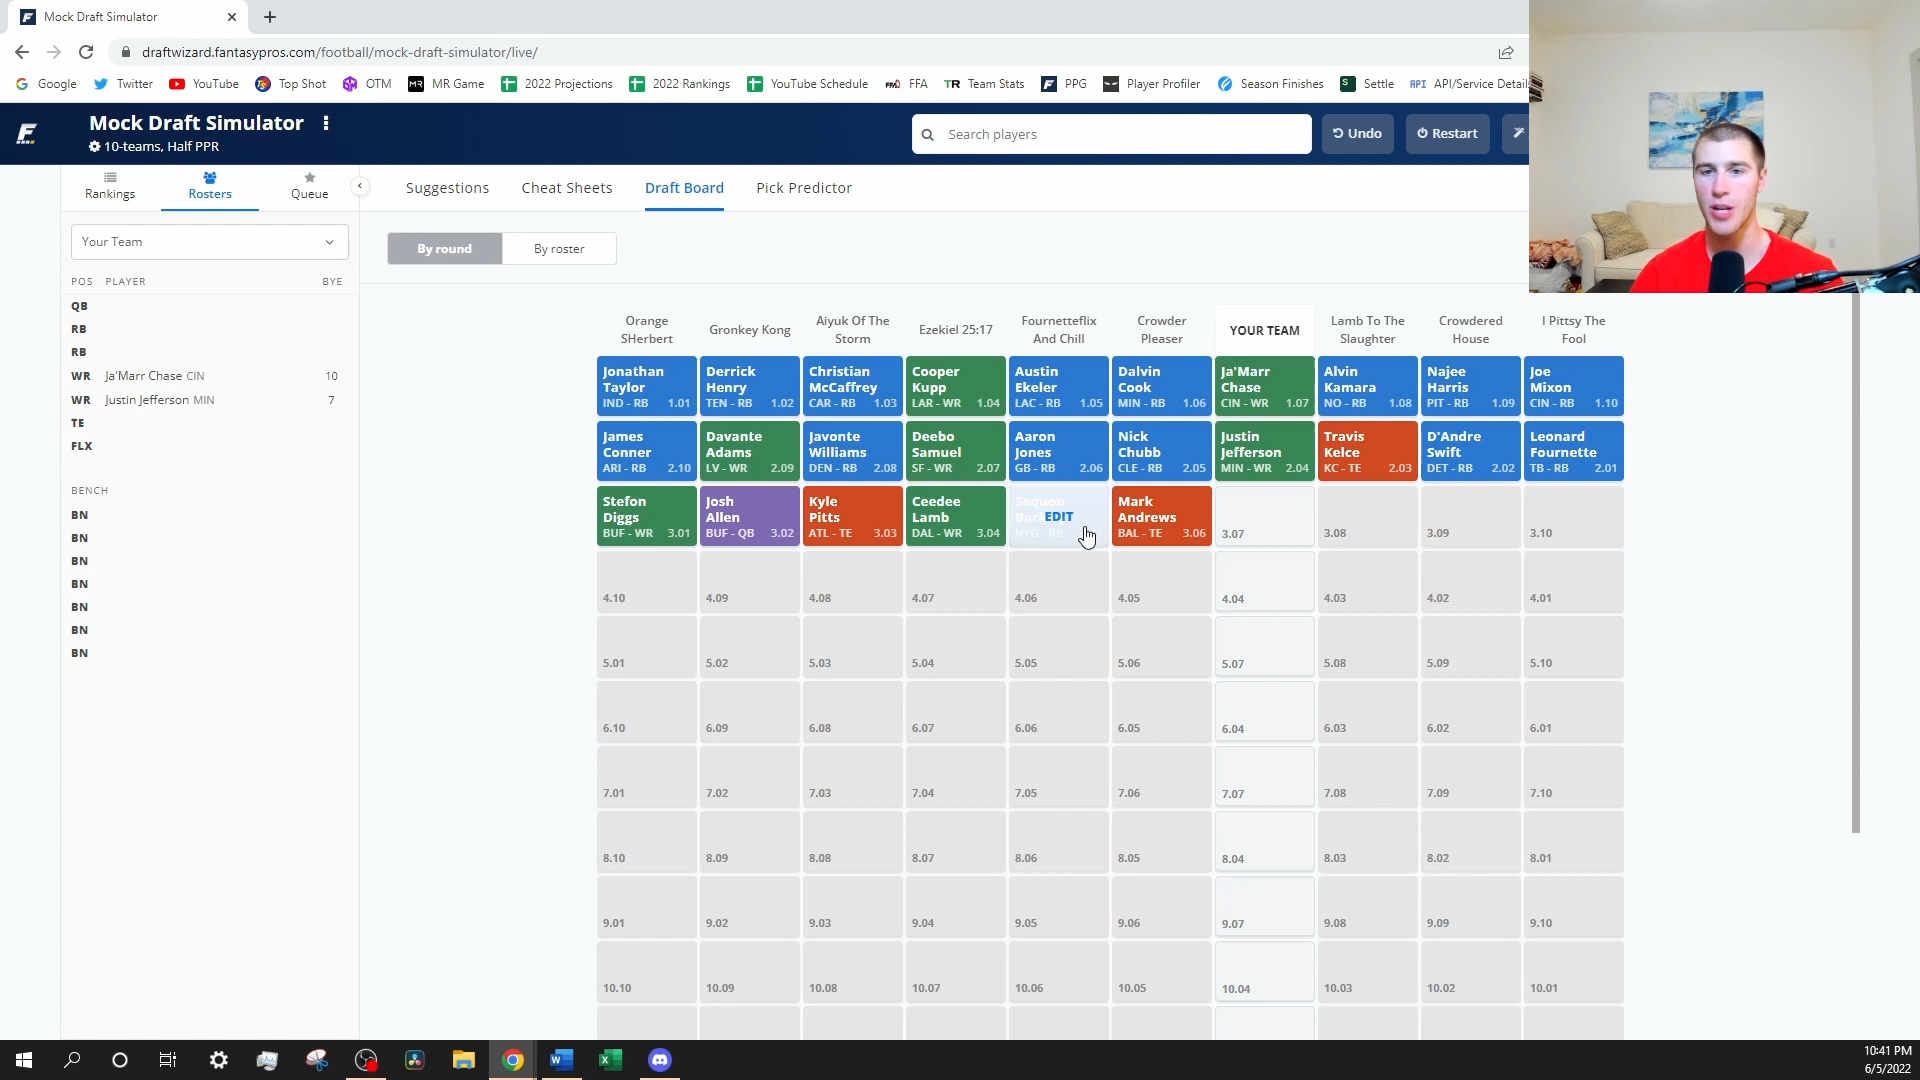 Mock Draft Simulator
draftwizard.fantasypros.com/football/mock-draft-simulator/live/
Google Twitter YouTube Top Shot OTM MR Game 2022 Projections 2022 Rankings YouTube Schedule FFA Team Stats PPG Player Profiler Season Finishes Settle API/Service Details
Mock Draft Simulator
10-teams, Half PPR
Search players
Undo
Restart
Rankings
Rosters
Queue
Suggestions
Cheat Sheets
Draft Board
Pick Predictor
Your Team
By round
By roster
POS PLAYER BYE
QB
RB
RB
WR Ja'Marr Chase CIN 10
WR Justin Jefferson MIN 7
TE
FLX
BENCH
BN
BN
BN
BN
BN
BN
BN
Orange SHerbert
Gronkey Kong
Aiyuk Of The Storm
Ezekiel 25:17
Fournetteflix And Chill
Crowder Pleaser
YOUR TEAM
Lamb To The Slaughter
Crowdered House
I Pittsy The Fool
Jonathan Taylor IND - RB 1.01
Derrick Henry TEN - RB 1.02
Christian McCaffrey CAR - RB 1.03
Cooper Kupp LAR - WR 1.04
Austin Ekeler LAC - RB 1.05
Dalvin Cook MIN - RB 1.06
Ja'Marr Chase CIN - WR 1.07
Alvin Kamara NO - RB 1.08
Najee Harris PIT - RB 1.09
Joe Mixon CIN - RB 1.10
James Conner ARI - RB 2.10
Davante Adams LV - WR 2.09
Javonte Williams DEN - RB 2.08
Deebo Samuel SF - WR 2.07
Aaron Jones GB - RB 2.06
Nick Chubb CLE - RB 2.05
Justin Jefferson MIN - WR 2.04
Travis Kelce KC - TE 2.03
D'Andre Swift DET - RB 2.02
Leonard Fournette TB - RB 2.01
Stefon Diggs BUF - WR 3.01
Josh Allen BUF - QB 3.02
Kyle Pitts ATL - TE 3.03
Ceedee Lamb DAL - WR 3.04
Saquon EDIT NYG - RB
Mark Andrews BAL - TE 3.06
3.07 3.08 3.09 3.10
4.10 4.09 4.08 4.07 4.06 4.05 4.04 4.03 4.02 4.01
5.01 5.02 5.03 5.04 5.05 5.06 5.07 5.08 5.09 5.10
6.10 6.09 6.08 6.07 6.06 6.05 6.04 6.03 6.02 6.01
7.01 7.02 7.03 7.04 7.05 7.06 7.07 7.08 7.09 7.10
8.10 8.09 8.08 8.07 8.06 8.05 8.04 8.03 8.02 8.01
9.01 9.02 9.03 9.04 9.05 9.06 9.07 9.08 9.09 9.10
10.10 10.09 10.08 10.07 10.06 10.05 10.04 10.03 10.02 10.01
10:41 PM
6/5/2022